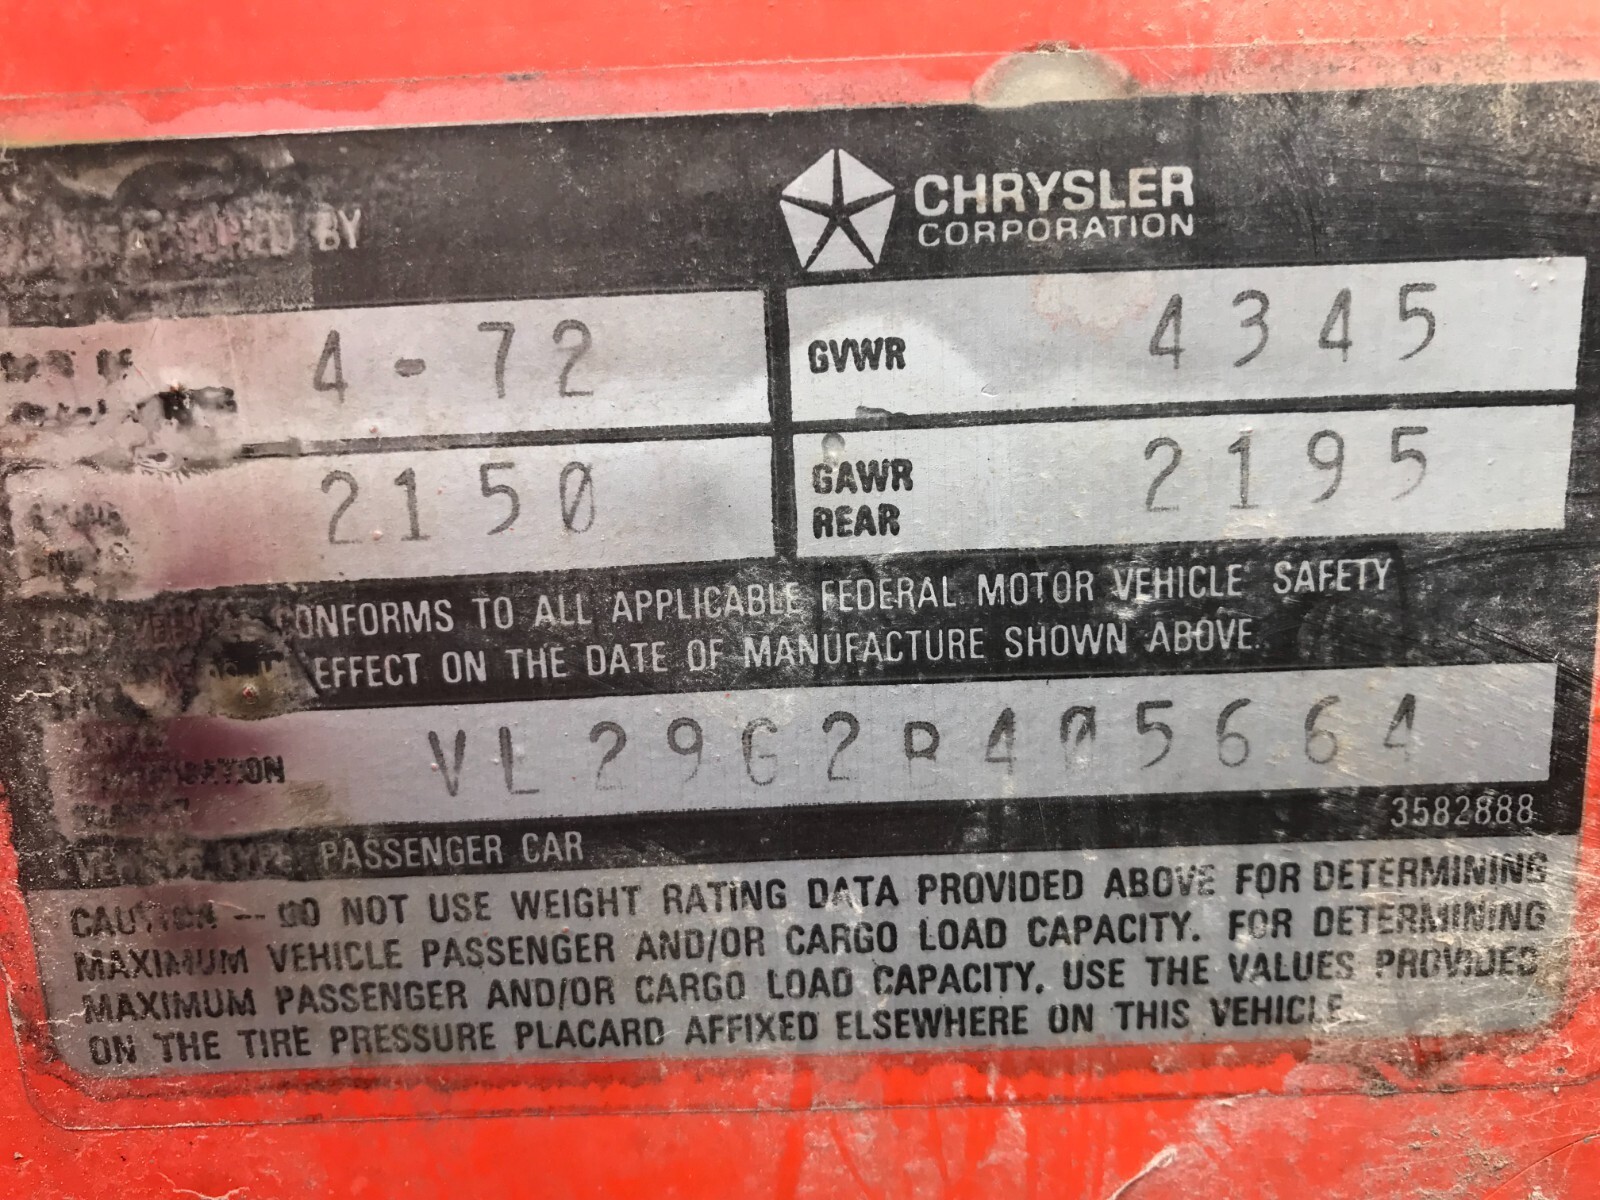 BY
CHRYSLER
CORPORATION
4-72
GVWR 4345
2150
GAWR
REAR 2195
CONFORMS TO ALL APPLICABLE FEDERAL MOTOR VEHICLE SAFETY
EFFECT ON THE DATE OF MANUFACTURE SHOWN ABOVE.
VL29G2B405664
3582888
PASSENGER CAR
CAUTION -- DO NOT USE WEIGHT RATING DATA PROVIDED ABOVE FOR DETERMINING
MAXIMUM VEHICLE PASSENGER AND/OR CARGO LOAD CAPACITY. FOR DETERMINING
MAXIMUM PASSENGER AND/OR CARGO LOAD CAPACITY, USE THE VALUES PROVIDED
ON THE TIRE PRESSURE PLACARD AFFIXED ELSEWHERE ON THIS VEHICLE.